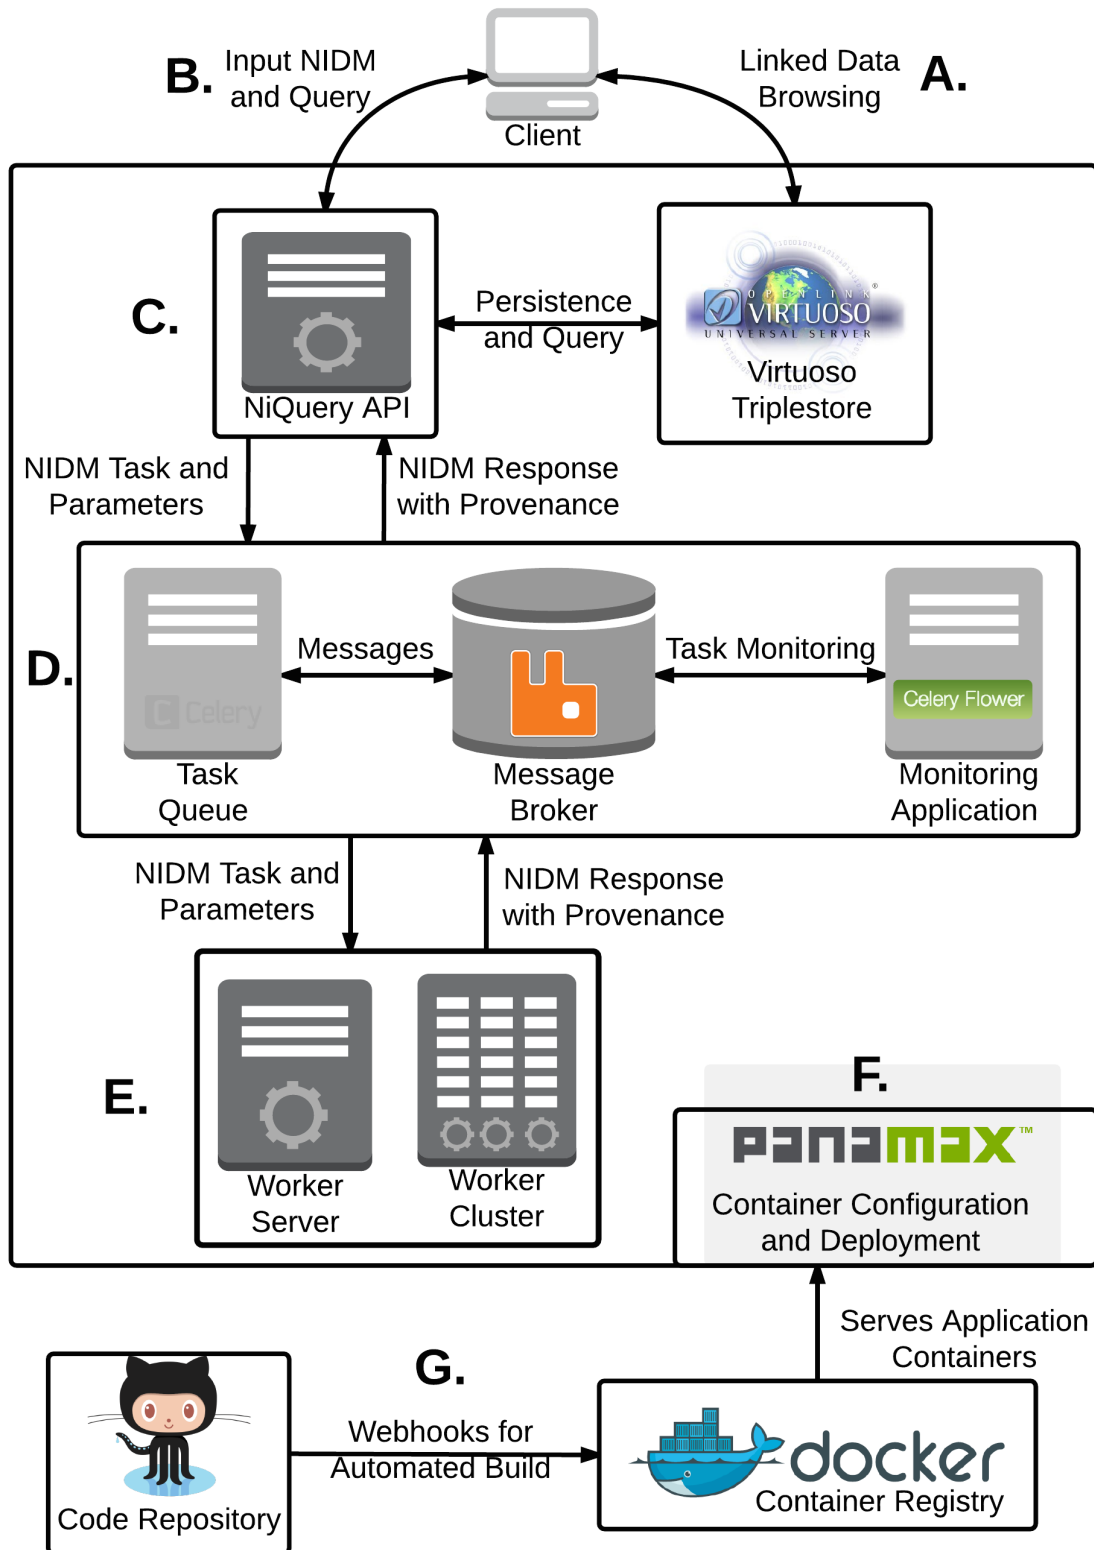 B.
Input NIDM
and Query
Linked Data
Browsing
A.
Client
C.
NiQuery API
Persistence
and Query
OPENLINK
VIRTUOSO
®
UNIVERSAL SERVER
Virtuoso
Triplestore
NIDM Task and
Parameters
NIDM Response
with Provenance
D.
Celery
Task
Queue
Messages
Message
Broker
Task Monitoring
Celery Flower
Monitoring
Application
NIDM Task and
Parameters
NIDM Response
with Provenance
E.
Worker
Server
Worker
Cluster
F.
panamax™
Container Configuration
and Deployment
Serves Application
Containers
G.
Code Repository
Webhooks for
Automated Build
docker
Container Registry